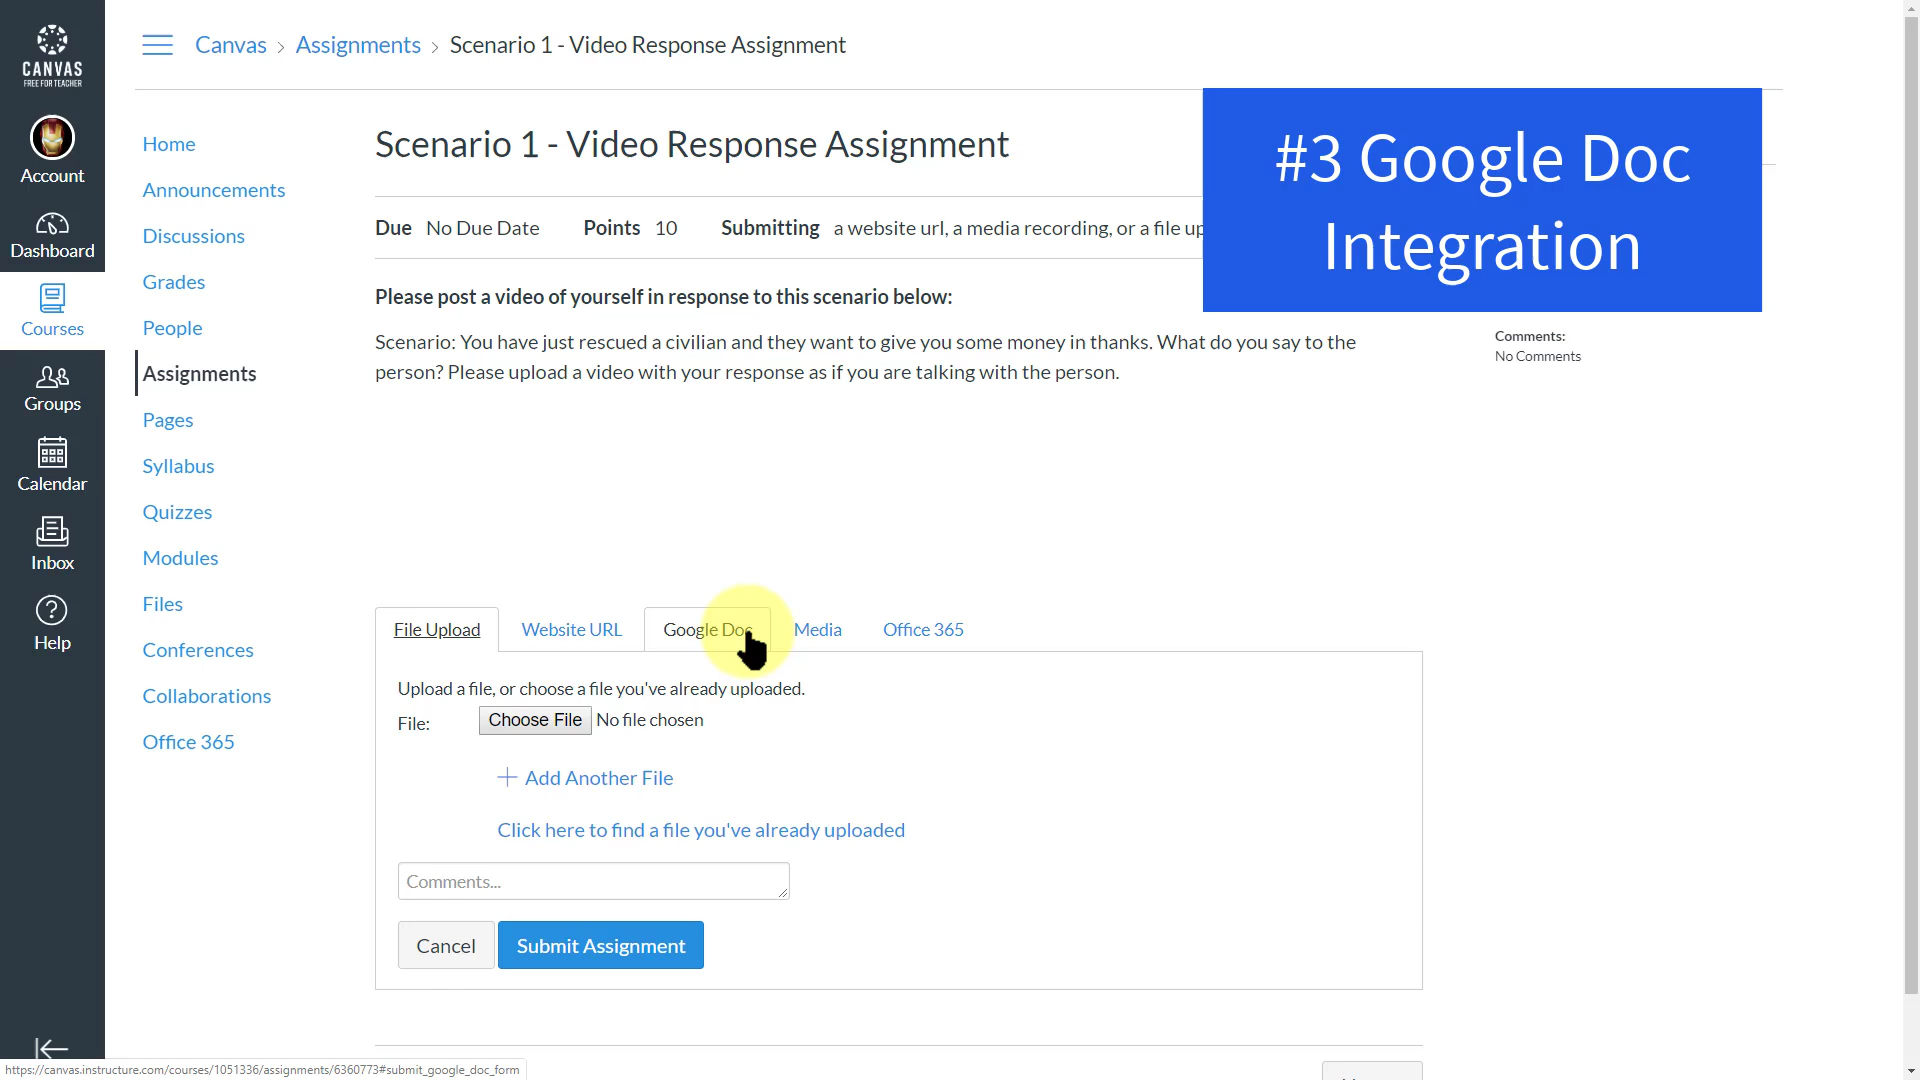 CANVAS
FREE FOR TEACHER
Account
Dashboard
Courses
Groups
Calendar
Inbox
Help
Canvas › Assignments › Scenario 1 - Video Response Assignment
Home
Announcements
Discussions
Grades
People
Assignments
Pages
Syllabus
Quizzes
Modules
Files
Conferences
Collaborations
Office 365
Scenario 1 - Video Response Assignment
#3 Google Doc
Integration
Due No Due Date Points 10 Submitting a website url, a media recording, or a file up
Please post a video of yourself in response to this scenario below:
Scenario: You have just rescued a civilian and they want to give you some money in thanks. What do you say to the
person? Please upload a video with your response as if you are talking with the person.
Comments:
No Comments
File Upload Website URL Google Doc Media Office 365
Upload a file, or choose a file you've already uploaded.
File: Choose File No file chosen
+ Add Another File
Click here to find a file you've already uploaded
Comments...
Cancel Submit Assignment
https://canvas.instructure.com/courses/1051336/assignments/6360773#submit_google_doc_form